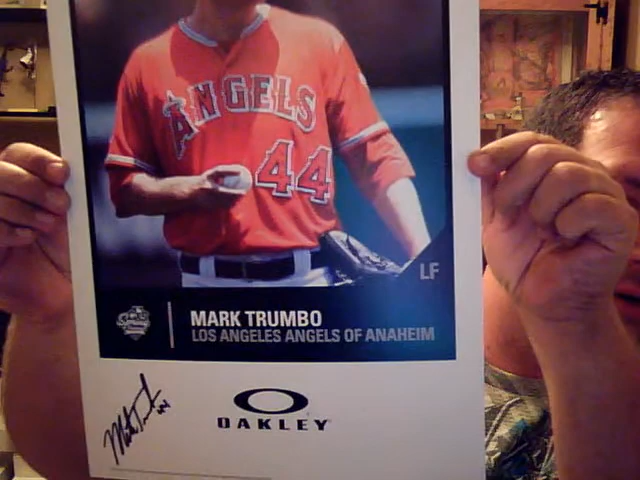 ANGELS
44
LF
MARK TRUMBO
LOS ANGELES ANGELS OF ANAHEIM
OAKLEY